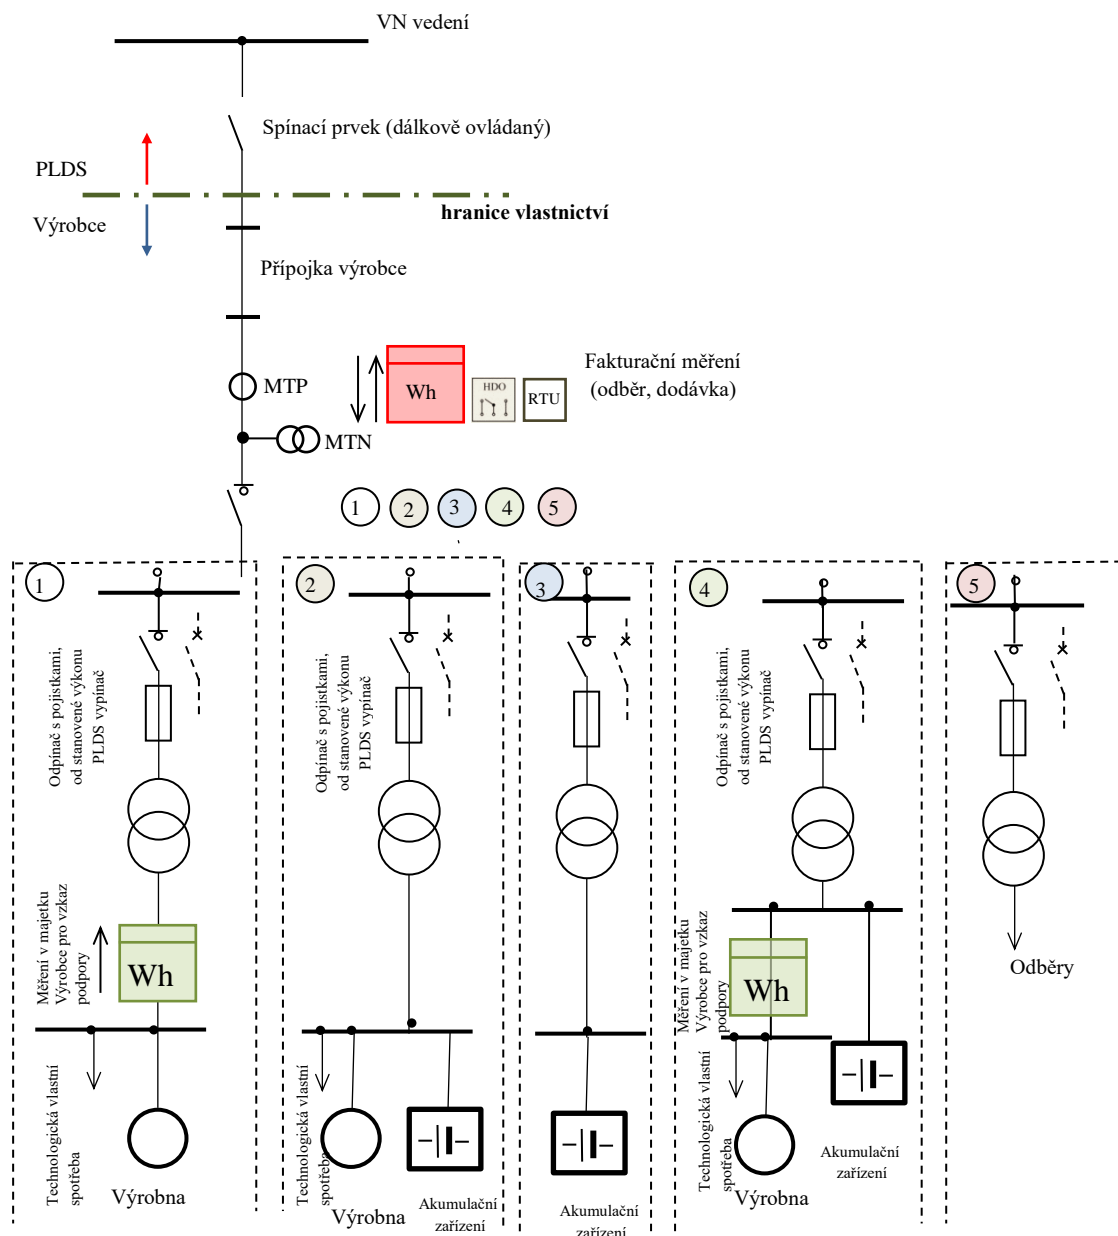 VN vedení
Spínací prvek (dálkově ovládaný)
PLDS
hranice vlastnictví
Výrobce
Přípojka výrobce
MTP
Wh
HDO
RTU
Fakturační měření
(odběr, dodávka)
MTN
1
2
3
4
5
1
Odpínač s pojistkami,
od stanovené výkonu
PLDS vypínač
Měření v majetku
Výrobce pro vzkaz
podpory
Wh
Technologická vlastní
spotřeba
Výrobna
2
Odpínač s pojistkami,
od stanovené výkonu
PLDS vypínač
Technologická vlastní
spotřeba
Výrobna
Akumulační
zařízení
3
Akumulační
zařízení
4
Odpínač s pojistkami,
od stanovené výkonu
PLDS vypínač
Měření v majetku
Výrobce pro vzkaz
podpory
Wh
Technologická vlastní
spotřeba
Výrobna
Akumulační
zařízení
5
Odběry